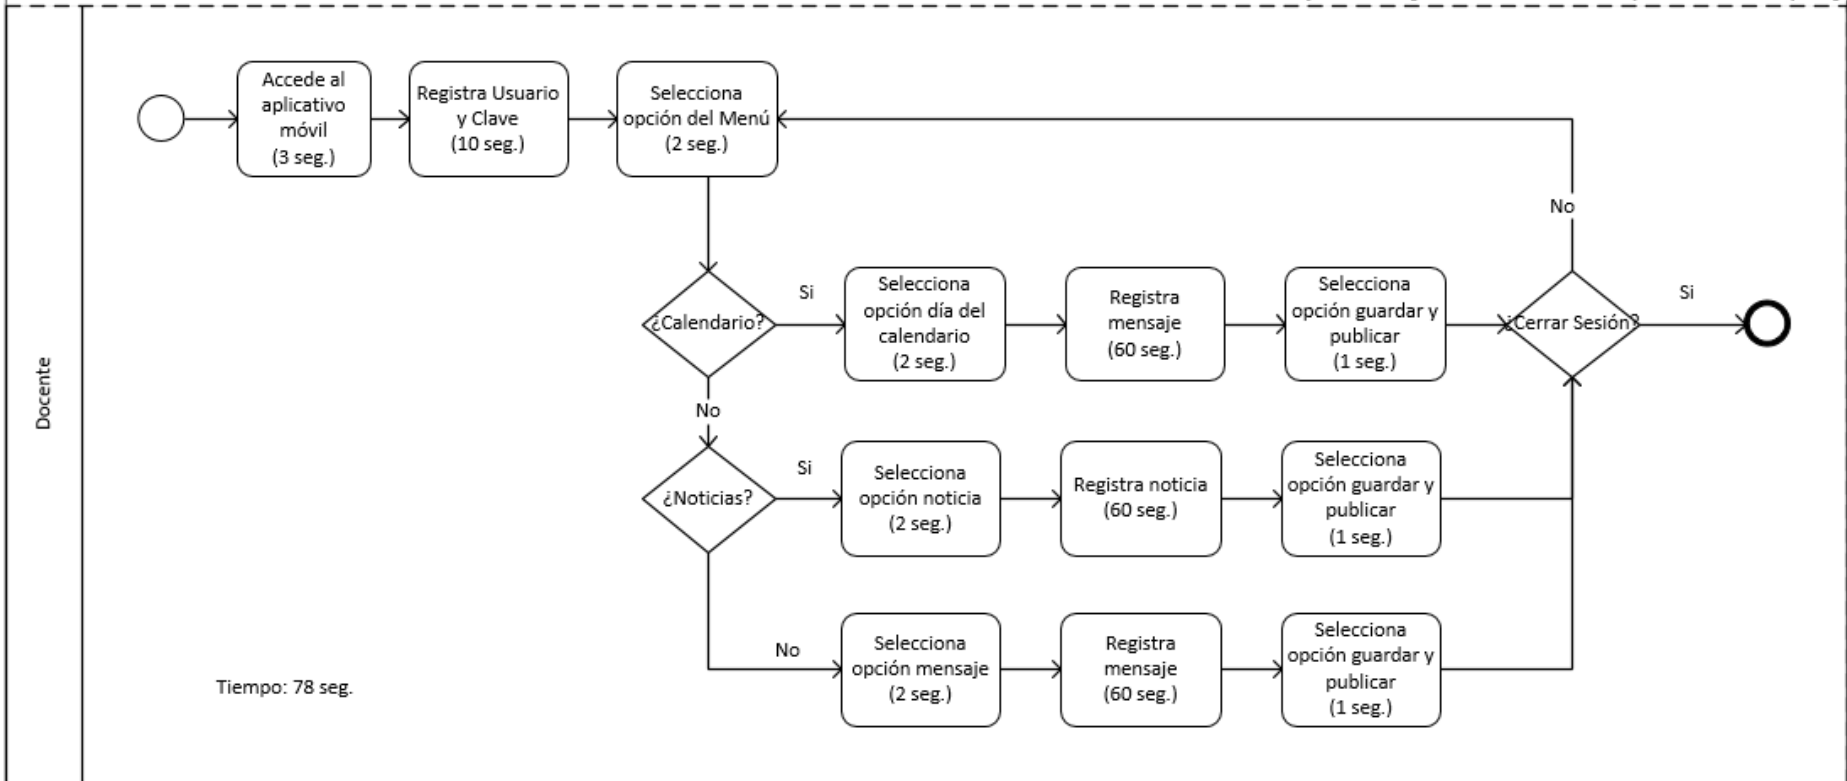 Docente
Accede al
aplicativo
móvil
(3 seg.)
Registra Usuario
y Clave
(10 seg.)
Selecciona
opción del Menú
(2 seg.)
No
¿Calendario?
Si
Selecciona
opción día del
calendario
(2 seg.)
Registra
mensaje
(60 seg.)
Selecciona
opción guardar y
publicar
(1 seg.)
¿Cerrar Sesión?
Si
No
¿Noticias?
Si
Selecciona
opción noticia
(2 seg.)
Registra noticia
(60 seg.)
Selecciona
opción guardar y
publicar
(1 seg.)
No
Selecciona
opción mensaje
(2 seg.)
Registra
mensaje
(60 seg.)
Selecciona
opción guardar y
publicar
(1 seg.)
Tiempo: 78 seg.